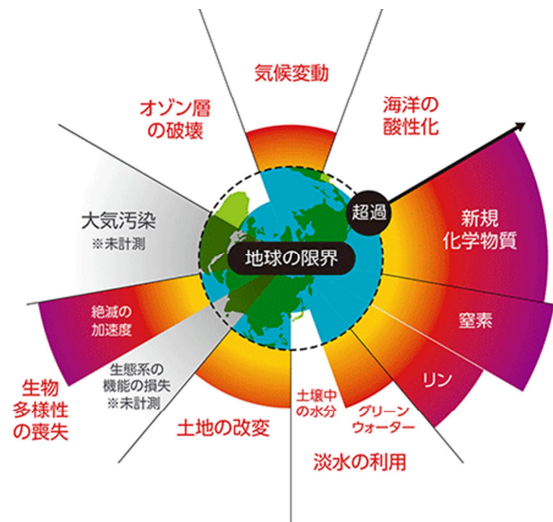 気候変動
オゾン層
の破壊
海洋の
酸性化
大気汚染
※未計測
超過
新規
化学物質
地球の限界
絶滅の
加速度
窒素
生物
多様性
の喪失
生態系の
機能の損失
※未計測
リン
土地の改変
土壌中
の水分
グリーン
ウォーター
淡水の利用